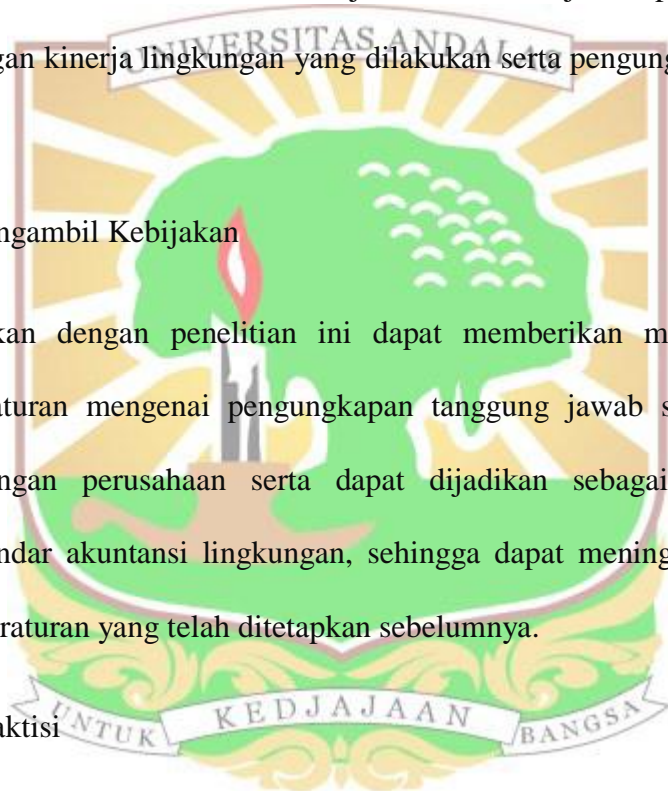 gan kinerja lingkungan yang dilakukan serta pengung
UNIVERSITAS ANDALAS
ngambil Kebijakan
kan dengan penelitian ini dapat memberikan m
aturan mengenai pengungkapan tanggung jawab s
ngan perusahaan serta dapat dijadikan sebagai
ndar akuntansi lingkungan, sehingga dapat mening
raturan yang telah ditetapkan sebelumnya.
aktisi
UNTUK KEDJAJAAN BANGSA